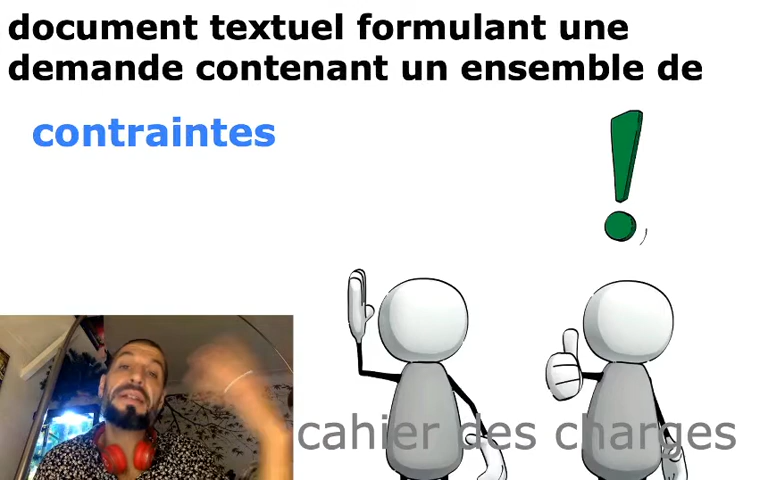 document textuel formulant une
demande contenant un ensemble de
contraintes
cahier des charges